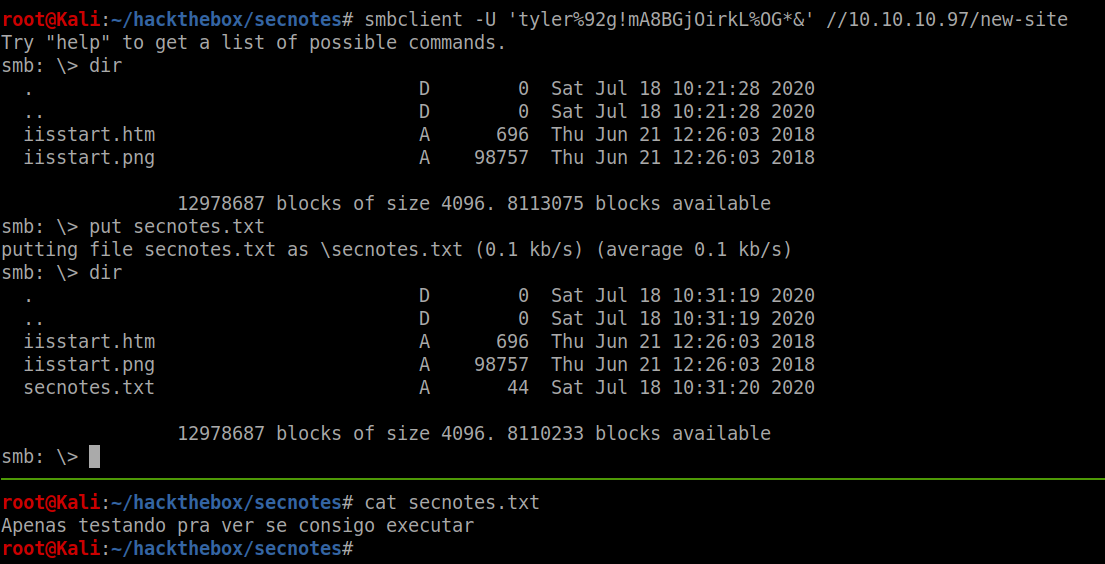 root@Kali:~/hackthebox/secnotes# smbclient -U 'tyler%92g!mA8BGjOirkL%OG*&' //10.10.10.97/new-site
Try "help" to get a list of possible commands.
smb: \> dir
. D 0 Sat Jul 18 10:21:28 2020
.. D 0 Sat Jul 18 10:21:28 2020
iisstart.htm A 696 Thu Jun 21 12:26:03 2018
iisstart.png A 98757 Thu Jun 21 12:26:03 2018
12978687 blocks of size 4096. 8113075 blocks available
smb: \> put secnotes.txt
putting file secnotes.txt as \secnotes.txt (0.1 kb/s) (average 0.1 kb/s)
smb: \> dir
. D 0 Sat Jul 18 10:31:19 2020
.. D 0 Sat Jul 18 10:31:19 2020
iisstart.htm A 696 Thu Jun 21 12:26:03 2018
iisstart.png A 98757 Thu Jun 21 12:26:03 2018
secnotes.txt A 44 Sat Jul 18 10:31:20 2020
12978687 blocks of size 4096. 8110233 blocks available
smb: \>
root@Kali:~/hackthebox/secnotes# cat secnotes.txt
Apenas testando pra ver se consigo executar
root@Kali:~/hackthebox/secnotes#